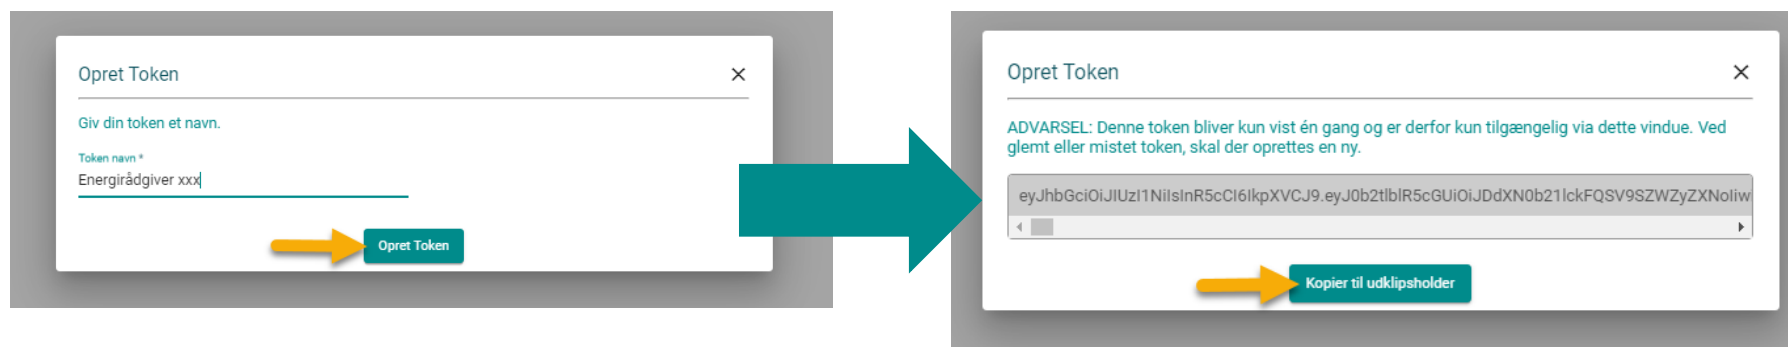 Opret Token
Giv din token et navn.
Token navn *
Energirådgiver xxx
Opret Token
Opret Token
ADVARSEL: Denne token bliver kun vist én gang og er derfor kun tilgængelig via dette vindue. Ved
glemt eller mistet token, skal der oprettes en ny.
eyJhbGciOiJIUzI1NiIsInR5cCI6IkpXVCJ9.eyJ0b2tlblR5cGUiOiJDdXN0b21lckFQSV9SZWZyZXNoIiw
Kopier til udklipsholder